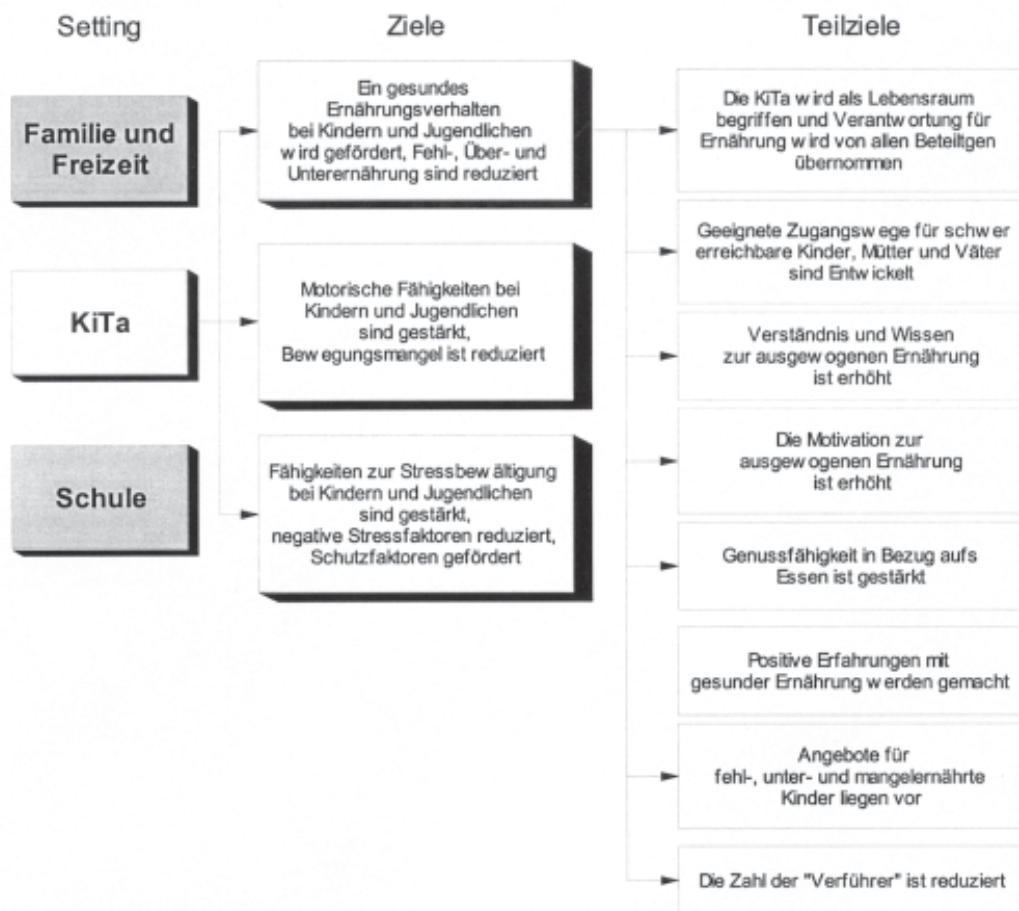 Setting
Ziele
Teilziele
Familie und
Freizeit
KiTa
Schule
Ein gesundes
Ernährungsverhalten
bei Kindern und Jugendlichen
wird gefördert, Fehl-, Über- und
Unterernährung sind reduziert
Motorische Fähigkeiten bei
Kindern und Jugendlichen
sind gestärkt,
Bewegungsmangel ist reduziert
Fähigkeiten zur Stressbewältigung
bei Kindern und Jugendlichen
sind gestärkt,
negative Stressfaktoren reduziert,
Schutzfaktoren gefördert
Die KiTa wird als Lebensraum
begriffen und Verantwortung für
Ernährung wird von allen Beteiltgen
übernommen
Geeignete Zugangswege für schwer
erreichbare Kinder, Mütter und Väter
sind Entwickelt
Verständnis und Wissen
zur ausgewogenen Ernährung
ist erhöht
Die Motivation zur
ausgewogenen Ernährung
ist erhöht
Genussfähigkeit in Bezug aufs
Essen ist gestärkt
Positive Erfahrungen mit
gesunder Ernährung werden gemacht
Angebote für
fehl-, unter- und mangelernährte
Kinder liegen vor
Die Zahl der "Verführer" ist reduziert